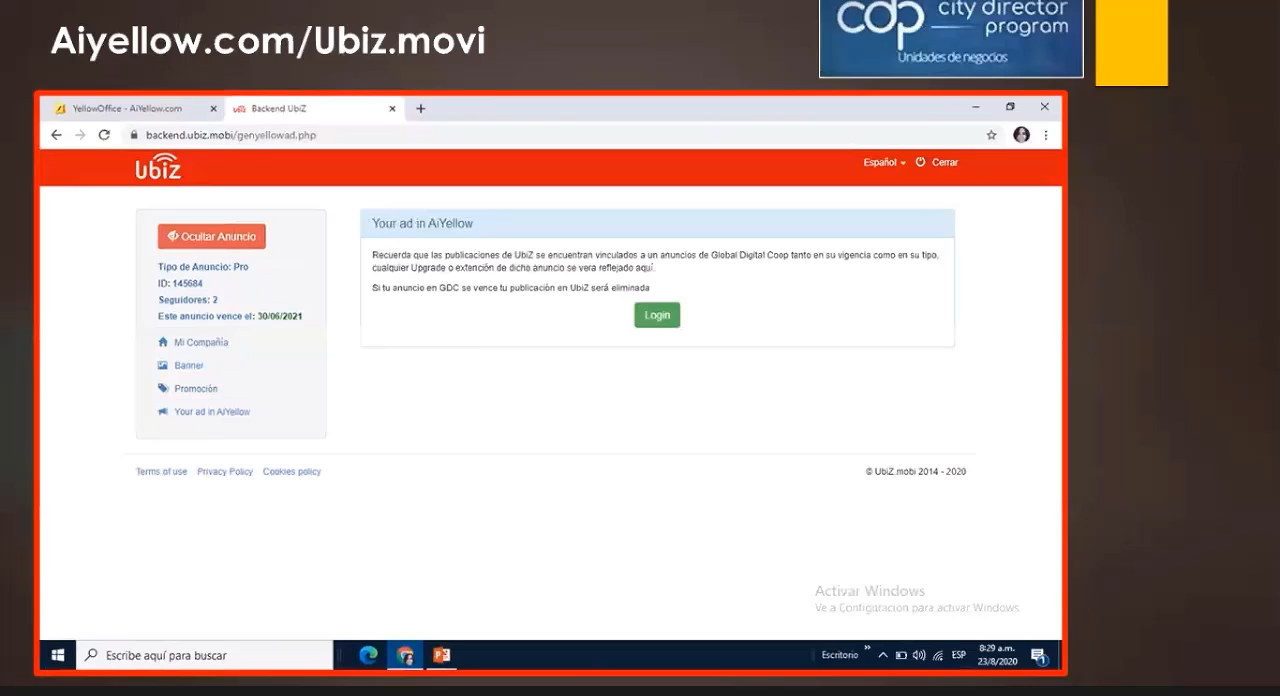 Aiyellow.com/Ubiz.movi
cdp city director
program
Unidades de negocios
YellowOffice - AiYellow.com
Backend UbiZ
backend.ubiz.mobi/genyellowad.php
ubiz
Español
Cerrar
Ocultar Anuncio
Tipo de Anuncio: Pro
ID: 145684
Seguidores: 2
Este anuncio vence el: 30/06/2021
Mi Compañía
Banner
Promoción
Your ad in AiYellow
Your ad in AiYellow
Recuerda que las publicaciones de UbiZ se encuentran vinculados a un anuncios de Global Digital Coop tanto en su vigencia como en su tipo,
cualquier Upgrade o extención de dicho anuncio se vera reflejado aquí.
Si tu anuncio en GDC se vence tu publicación en UbiZ será eliminada
Login
Terms of use Privacy Policy Cookies policy
© UbiZ.mobi 2014 - 2020
Activar Windows
Ve a Configuración para activar Windows.
Escribe aquí para buscar
Escritorio
ESP
8:29 a.m.
23/8/2020
1